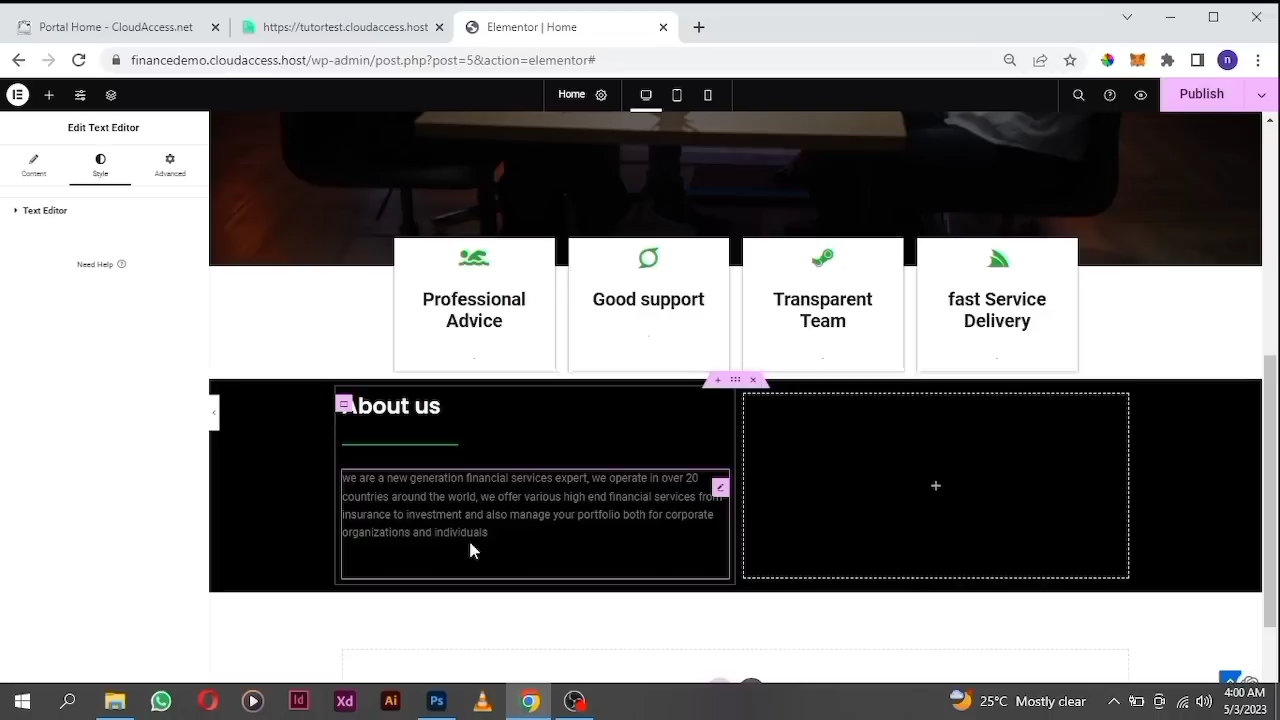 Portal Home - CloudAccess.net
https://tutortest.cloudaccess.host
Elementor | Home
financedemo.cloudaccess.host/wp-admin/post.php?post=5&action=elementor#
n
Home
Publish
Edit Text Editor
Content
Style
Advanced
Text Editor
Need Help
Professional
Advice
Good support
Transparent
Team
fast Service
Delivery
About us
we are a new generation financial services expert, we operate in over 20
countries around the world, we offer various high end financial services from
insurance to investment and also manage your portfolio both for corporate
organizations and individuals
Id
Xd
Ai
Ps
25°C Mostly clear
4:00 AM
5/3/2023